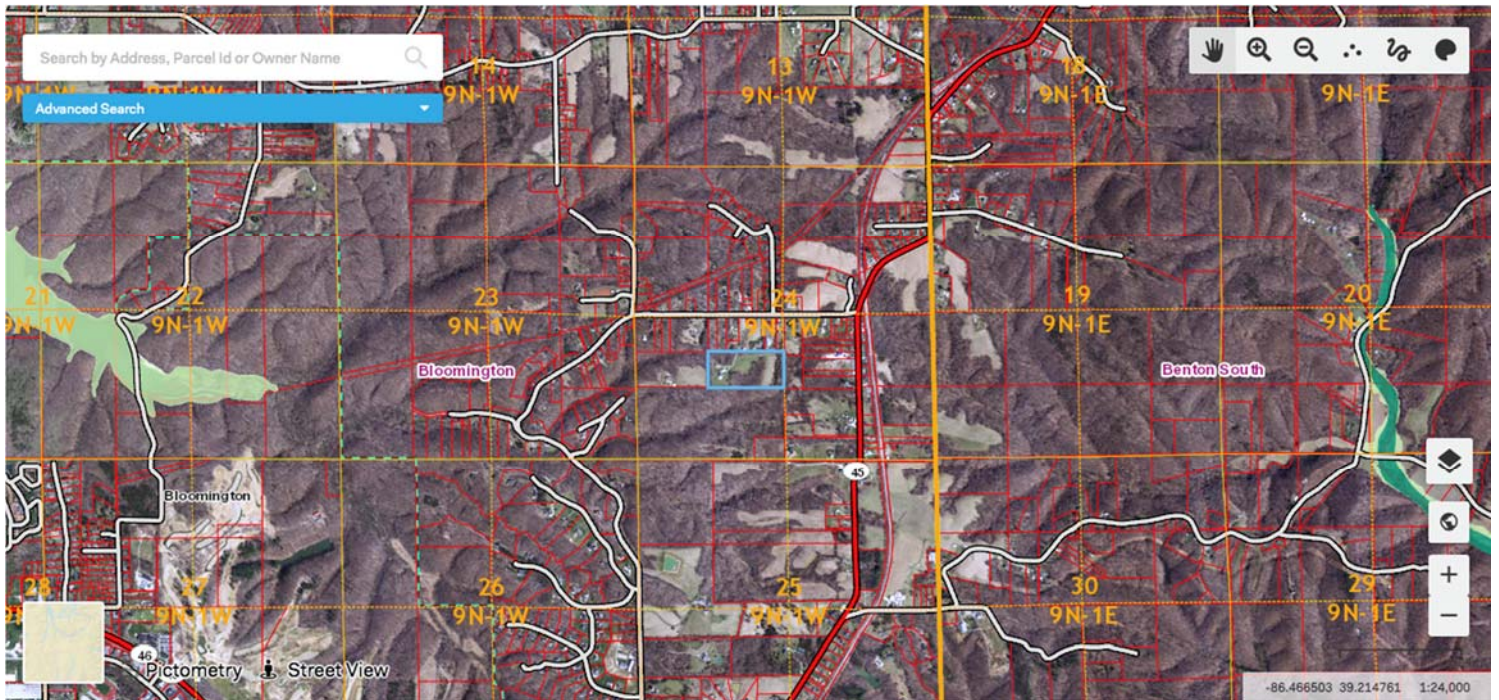 Search by Address, Parcel Id or Owner Name
Advanced Search
14
9N-1W
13
9N-1W
18
9N-1E
9N-1W
9N-1W
21
9N-1W
22
9N-1W
23
9N-1W
24
9N-1W
19
9N-1E
20
9N-1E
Bloomington
Benton South
45
Bloomington
28
27
9N-1W
26
9N-1W
25
9N-1W
30
9N-1E
29
9N-1E
46
Pictometry
Street View
+
−
-86.466503 39.214761 1:24,000